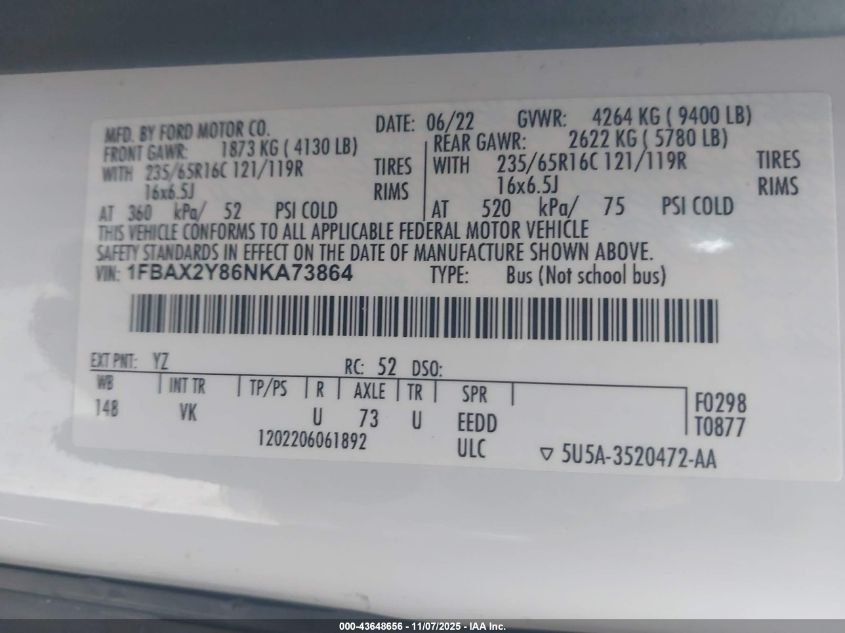 MFD. BY FORD MOTOR CO. DATE: 06/22 GVWR: 4264 KG ( 9400 LB)
FRONT GAWR: 1873 KG ( 4130 LB) REAR GAWR: 2622 KG ( 5780 LB)
WITH 235/65R16C 121/119R TIRES WITH 235/65R16C 121/119R TIRES
16x6.5J RIMS 16x6.5J RIMS
AT 360 kPa/ 52 PSI COLD AT 520 kPa/ 75 PSI COLD
THIS VEHICLE CONFORMS TO ALL APPLICABLE FEDERAL MOTOR VEHICLE
SAFETY STANDARDS IN EFFECT ON THE DATE OF MANUFACTURE SHOWN ABOVE.
VIN: 1FBAX2Y86NKA73864 TYPE: Bus (Not school bus)
EXT PNT: YZ RC: 52 DSO:
WB INT TR TP/PS R AXLE TR SPR
148 VK U 73 U EEDD
F0298
T0877
1202206061892 ULC ▽ 5U5A-3520472-AA
000-43648656 - 11/07/2025 - IAA Inc.